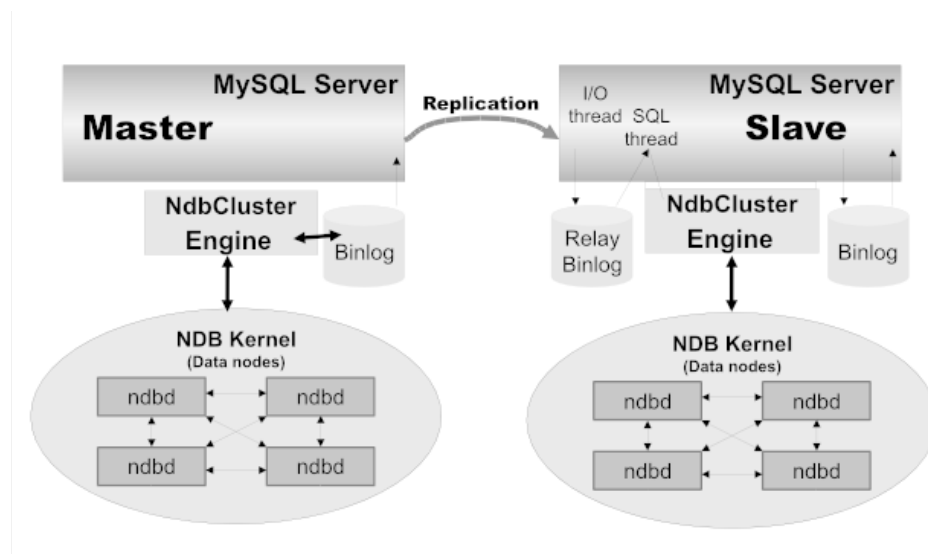 MySQL Server
Master
Replication
MySQL Server
I/O
thread
SQL
thread
Slave
NdbCluster
Engine
Binlog
Relay
Binlog
NdbCluster
Engine
Binlog
NDB Kernel
(Data nodes)
ndbd
ndbd
ndbd
ndbd
NDB Kernel
(Data nodes)
ndbd
ndbd
ndbd
ndbd